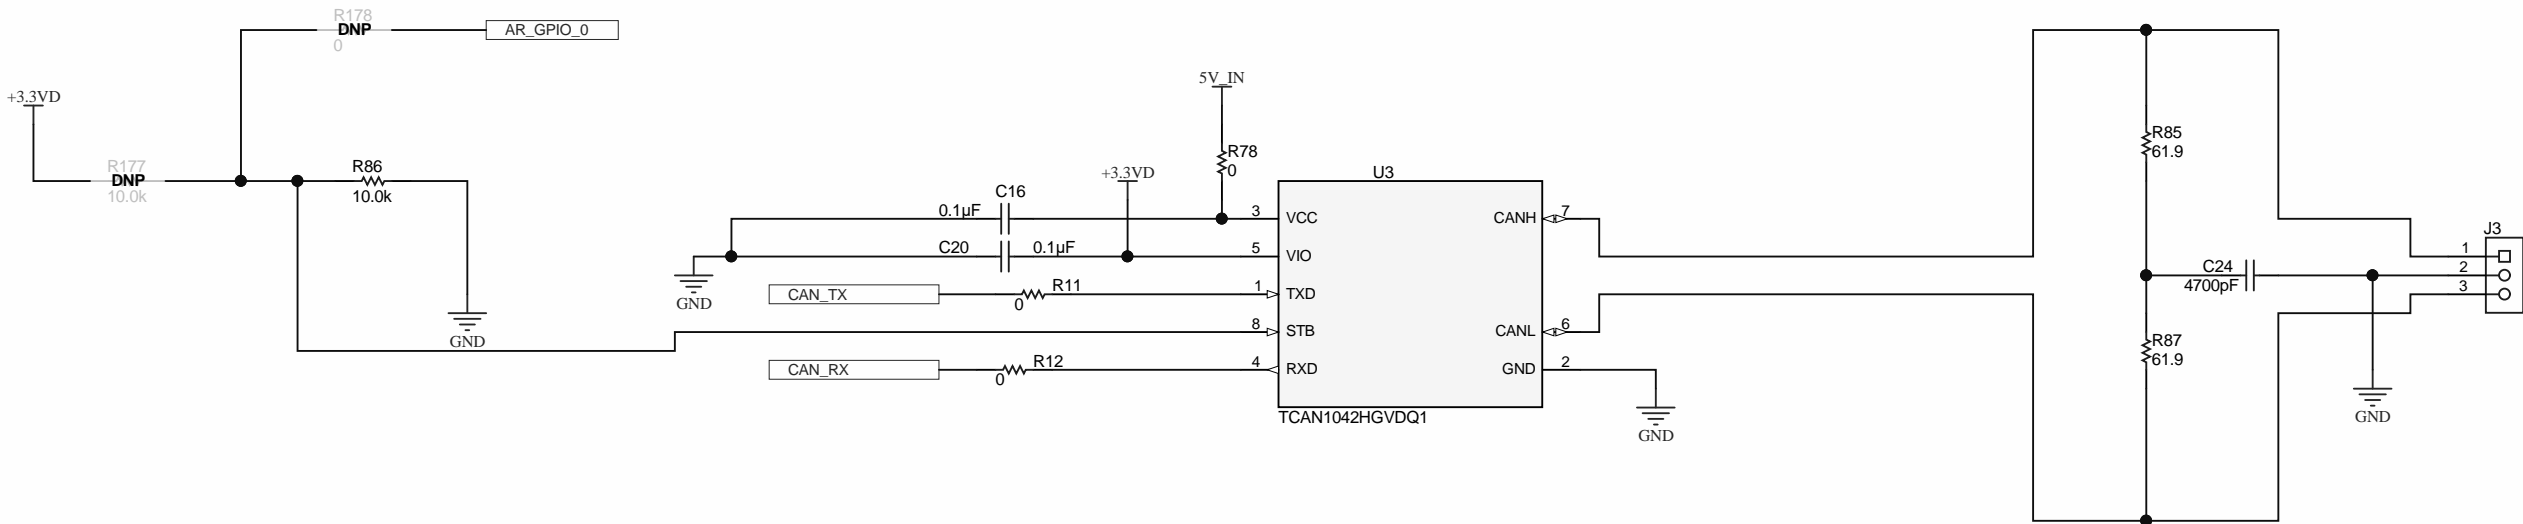 R178
DNP
0
AR_GPIO_0
+3.3VD
R177
DNP
10.0k
R86
10.0k
GND
5V_IN
R78
0
+3.3VD
C16
0.1µF
C20
0.1µF
GND
CAN_TX
R11
0
CAN_RX
R12
0
U3
3
VCC
5
VIO
1
TXD
8
STB
4
RXD
CANH
7
CANL
6
GND
2
TCAN1042HGVDQ1
GND
R85
61.9
C24
4700pF
R87
61.9
GND
J3
1
2
3